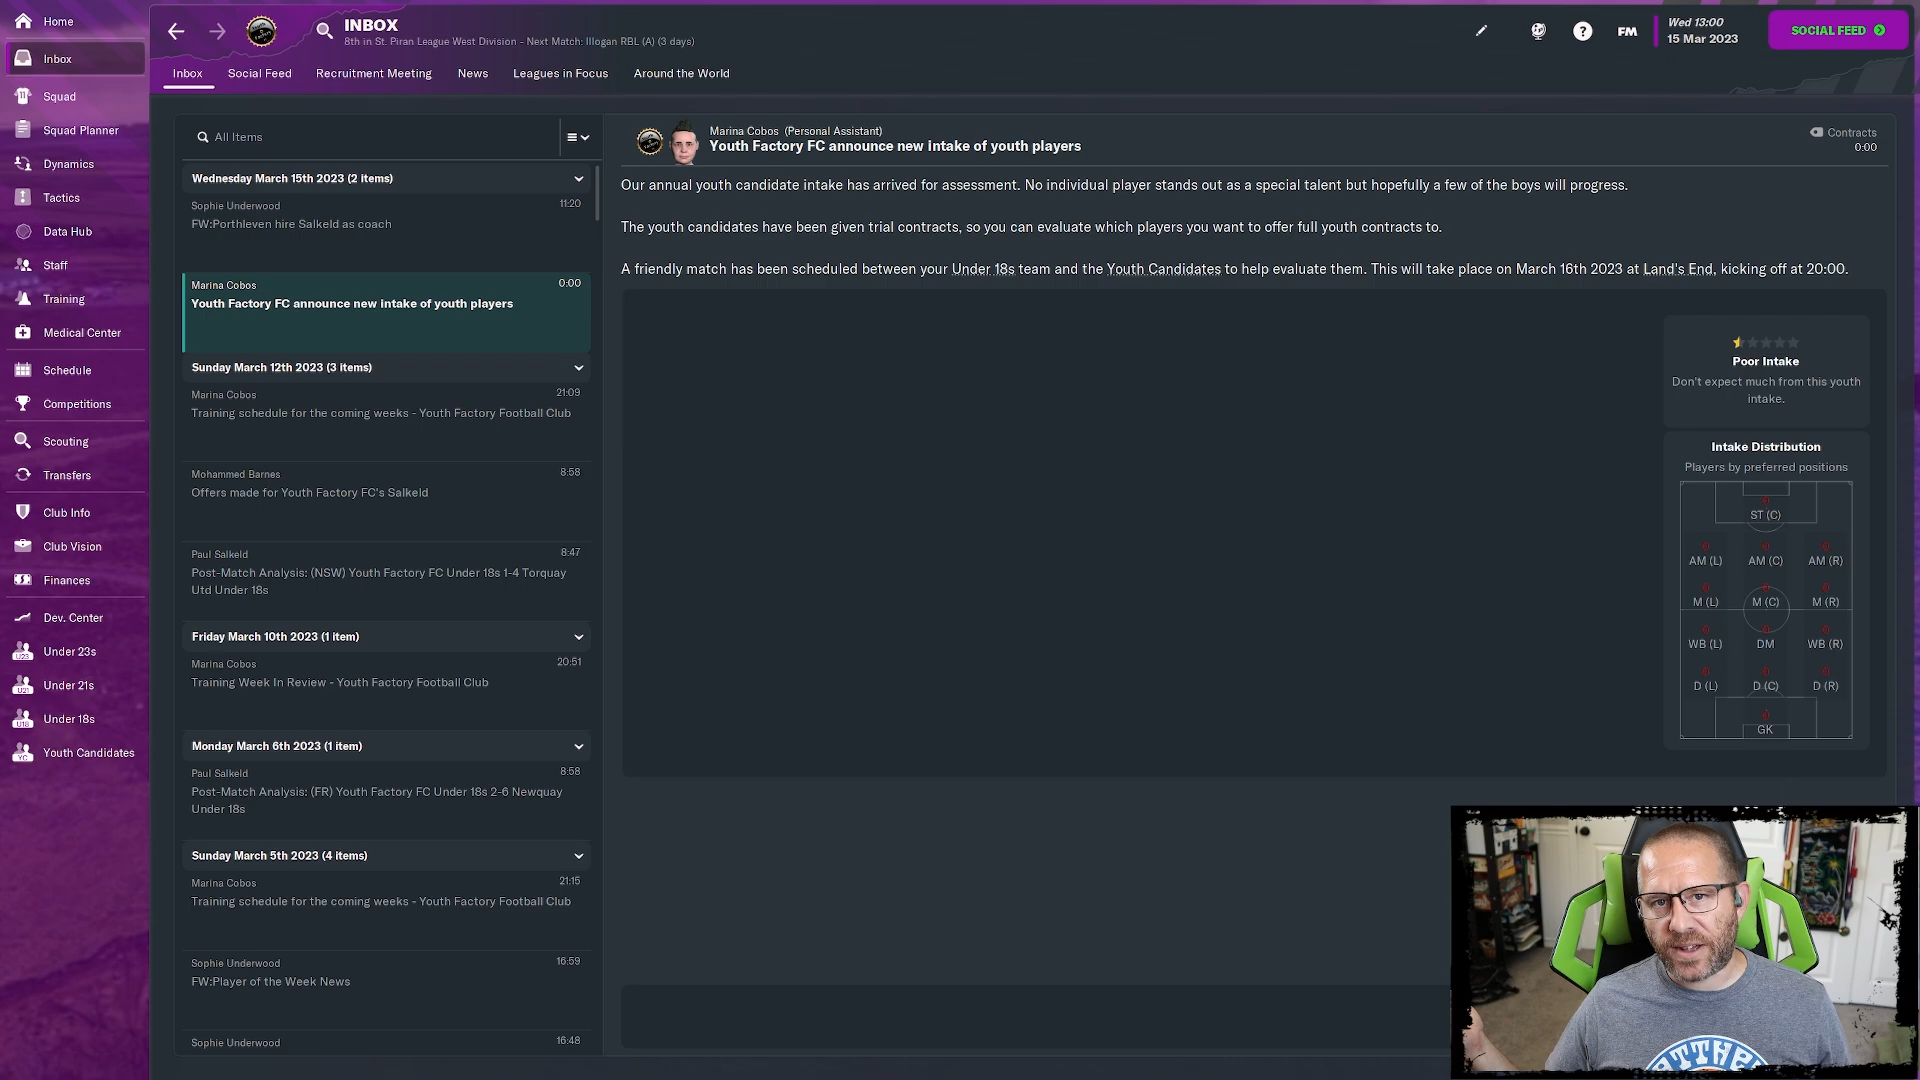 Home
Inbox
Squad
Squad Planner
Dynamics
Tactics
Data Hub
Staff
Training
Medical Center
Schedule
Competitions
Scouting
Transfers
Club Info
Club Vision
Finances
Dev. Center
Under 23s
Under 21s
Under 18s
Youth Candidates
INBOX
8th in St. Piran League West Division - Next Match: Illogan RBL (A) (3 days)
FM
Wed 13:00
15 Mar 2023
SOCIAL FEED
Inbox
Social Feed
Recruitment Meeting
News
Leagues in Focus
Around the World
All Items
Wednesday March 15th 2023 (2 items)
Sophie Underwood
11:20
FW:Porthleven hire Salkeld as coach
Marina Cobos
0:00
Youth Factory FC announce new intake of youth players
Sunday March 12th 2023 (3 items)
Marina Cobos
21:09
Training schedule for the coming weeks - Youth Factory Football Club
Mohammed Barnes
8:58
Offers made for Youth Factory FC's Salkeld
Paul Salkeld
8:47
Post-Match Analysis: (NSW) Youth Factory FC Under 18s 1-4 Torquay
Utd Under 18s
Friday March 10th 2023 (1 item)
Marina Cobos
20:51
Training Week In Review - Youth Factory Football Club
Monday March 6th 2023 (1 item)
Paul Salkeld
8:58
Post-Match Analysis: (FR) Youth Factory FC Under 18s 2-6 Newquay
Under 18s
Sunday March 5th 2023 (4 items)
Marina Cobos
21:15
Training schedule for the coming weeks - Youth Factory Football Club
Sophie Underwood
16:59
FW:Player of the Week News
Sophie Underwood
16:48
Marina Cobos (Personal Assistant)
Youth Factory FC announce new intake of youth players
Contracts
0:00
Our annual youth candidate intake has arrived for assessment. No individual player stands out as a special talent but hopefully a few of the boys will progress.
The youth candidates have been given trial contracts, so you can evaluate which players you want to offer full youth contracts to.
A friendly match has been scheduled between your Under 18s team and the Youth Candidates to help evaluate them. This will take place on March 16th 2023 at Land's End, kicking off at 20:00.
Poor Intake
Don't expect much from this youth
intake.
Intake Distribution
Players by preferred positions
0
ST (C)
0 0 0
AM (L) AM (C) AM (R)
0 0 0
M (L) M (C) M (R)
0 0 0
WB (L) DM WB (R)
0 0 0
D (L) D (C) D (R)
0
GK